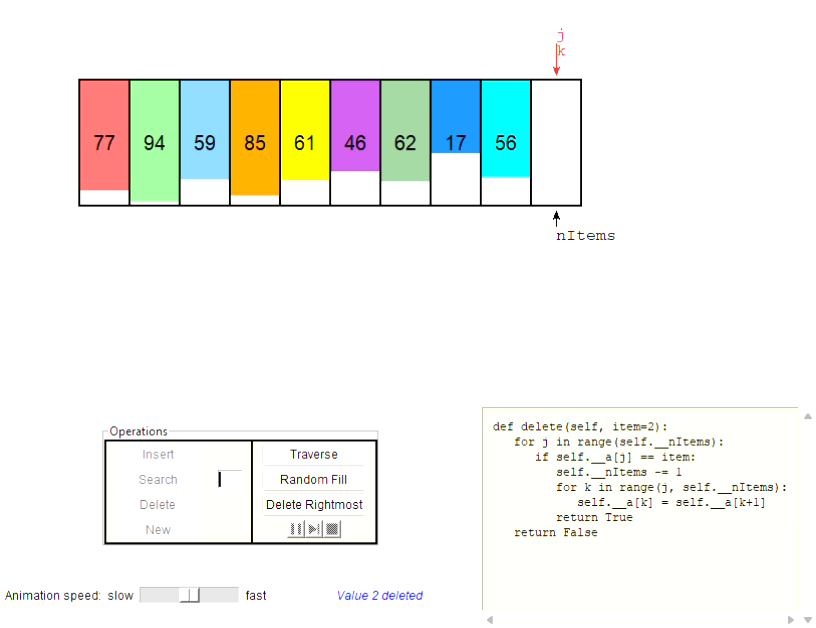 j
k
77 94 59 85 61 46 62 17 56
nItems
Operations
Insert
Search
Delete
New
Traverse
Random Fill
Delete Rightmost
Animation speed: slow fast
Value 2 deleted
def delete(self, item=2):
for j in range(self.__nItems):
if self.__a[j] == item:
self.__nItems -= 1
for k in range(j, self.__nItems):
self.__a[k] = self.__a[k+1]
return True
return False